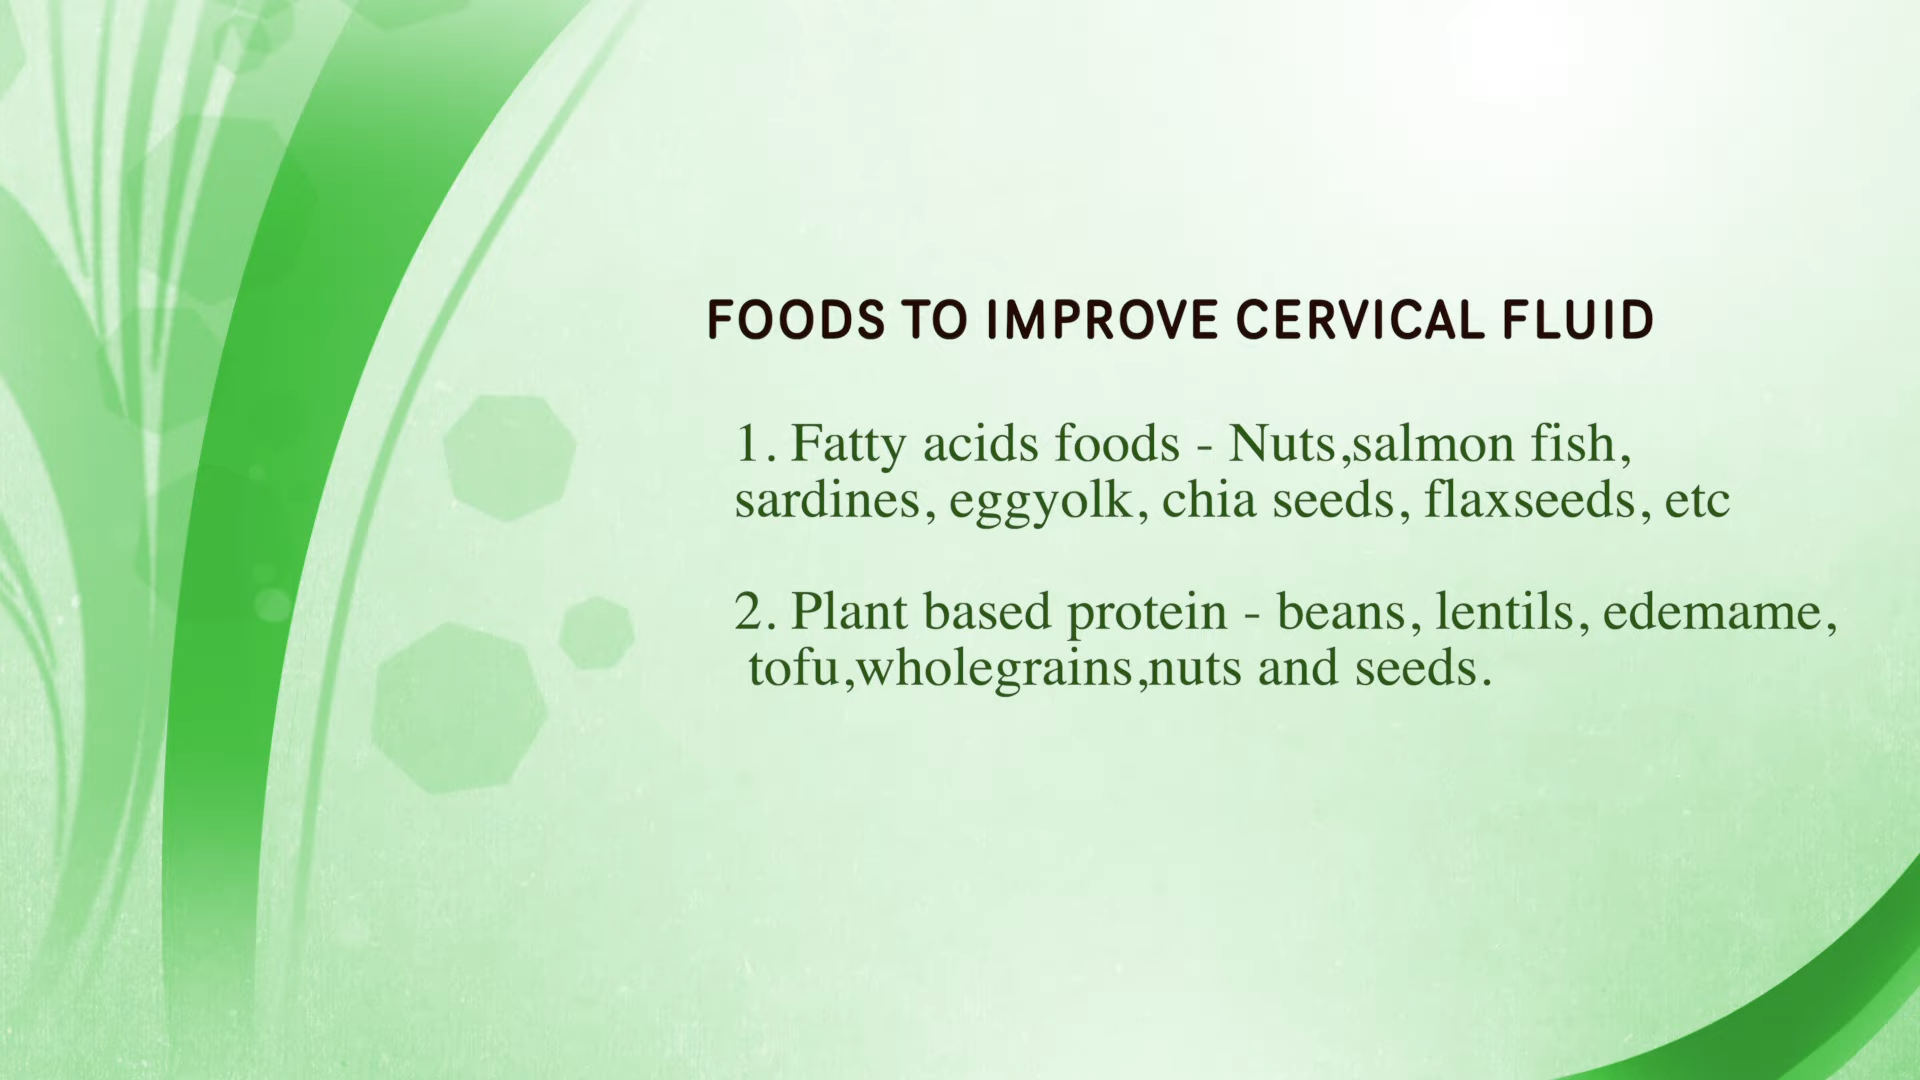 FOODS TO IMPROVE CERVICAL FLUID
1. Fatty acids foods - Nuts,salmon fish,
sardines, eggyolk, chia seeds, flaxseeds, etc
2. Plant based protein - beans, lentils, edemame,
tofu,wholegrains,nuts and seeds.